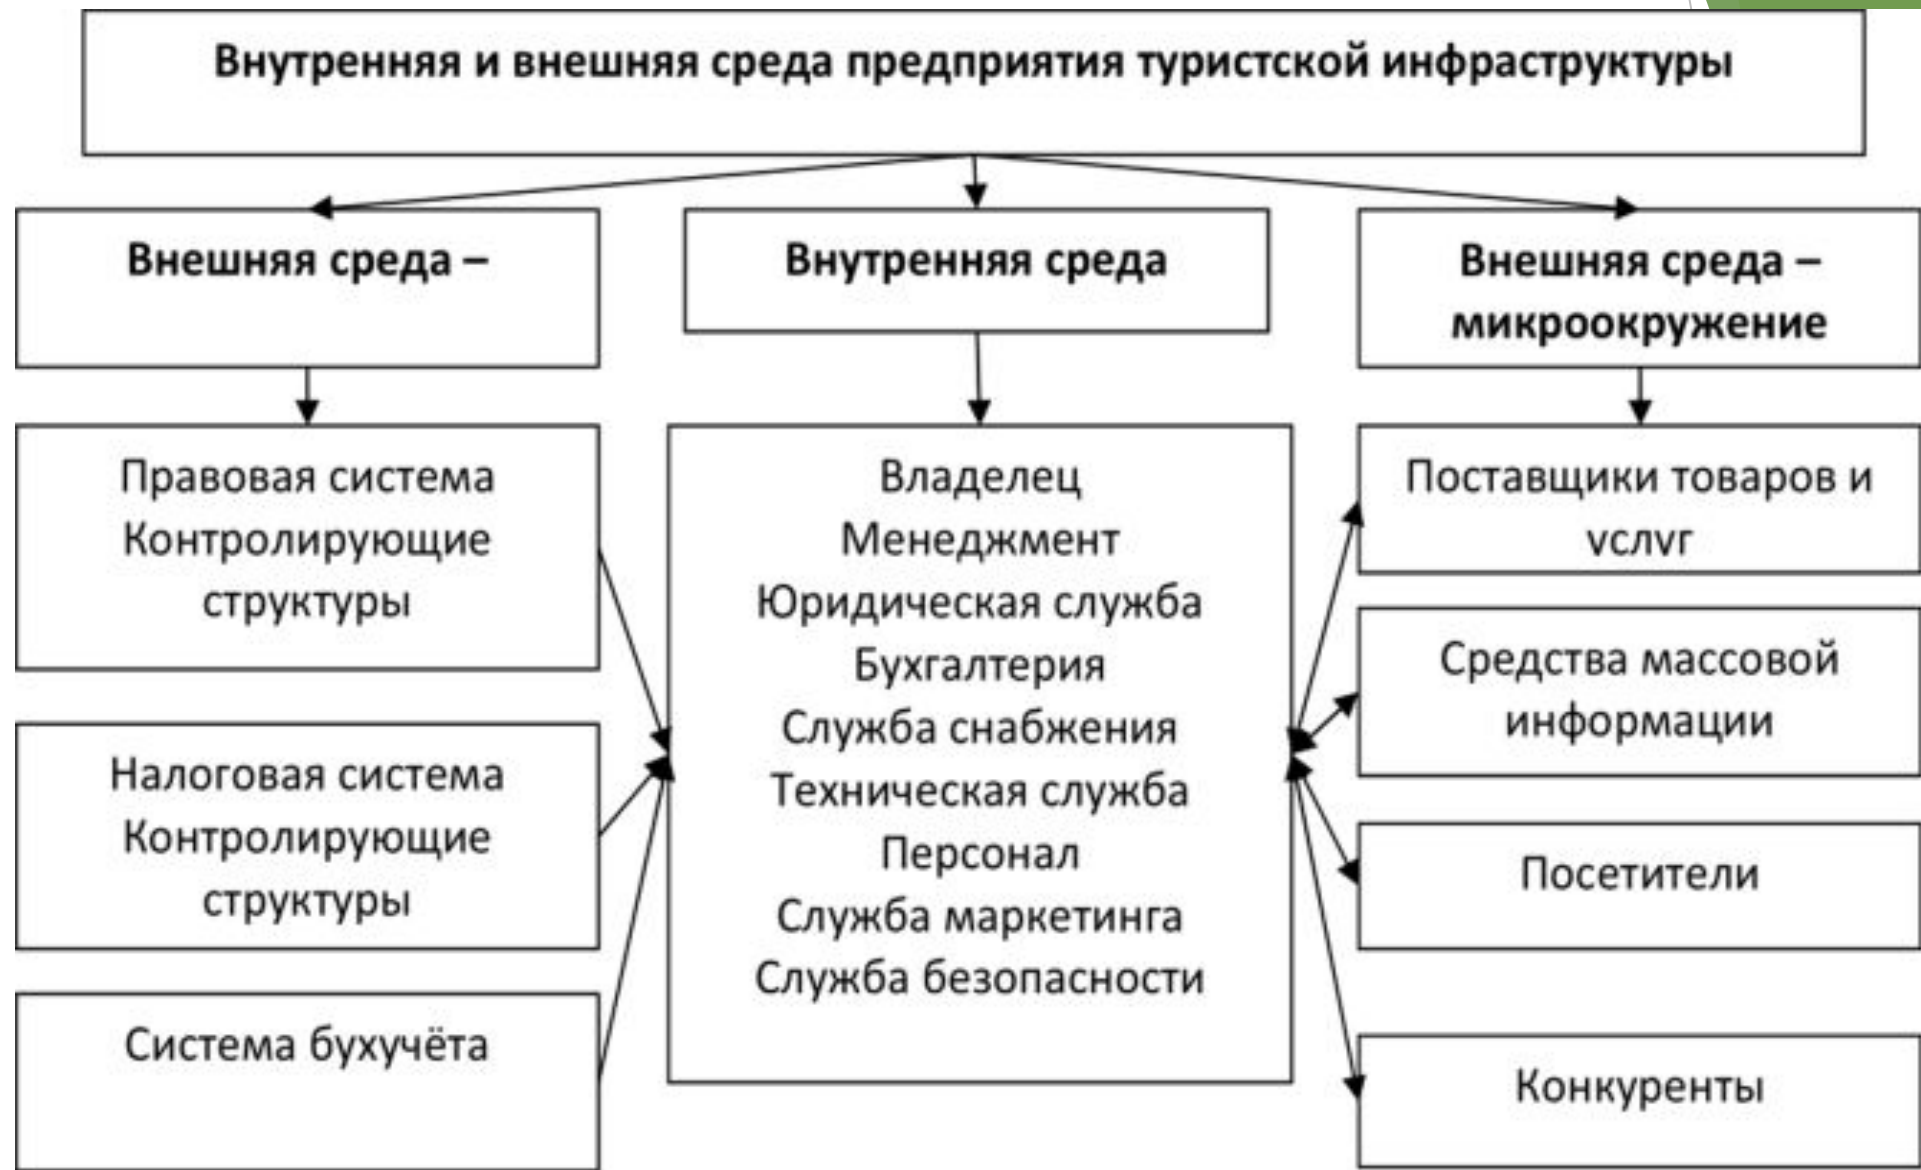 Внутренняя и внешняя среда предприятия туристской инфраструктуры
Внешняя среда –
Внутренняя среда
Внешняя среда –
микроокружение
Правовая система
Контролирующие
структуры
Налоговая система
Контролирующие
структуры
Система бухучёта
Владелец
Менеджмент
Юридическая служба
Бухгалтерия
Служба снабжения
Техническая служба
Персонал
Служба маркетинга
Служба безопасности
Поставщики товаров и
услуг
Средства массовой
информации
Посетители
Конкуренты